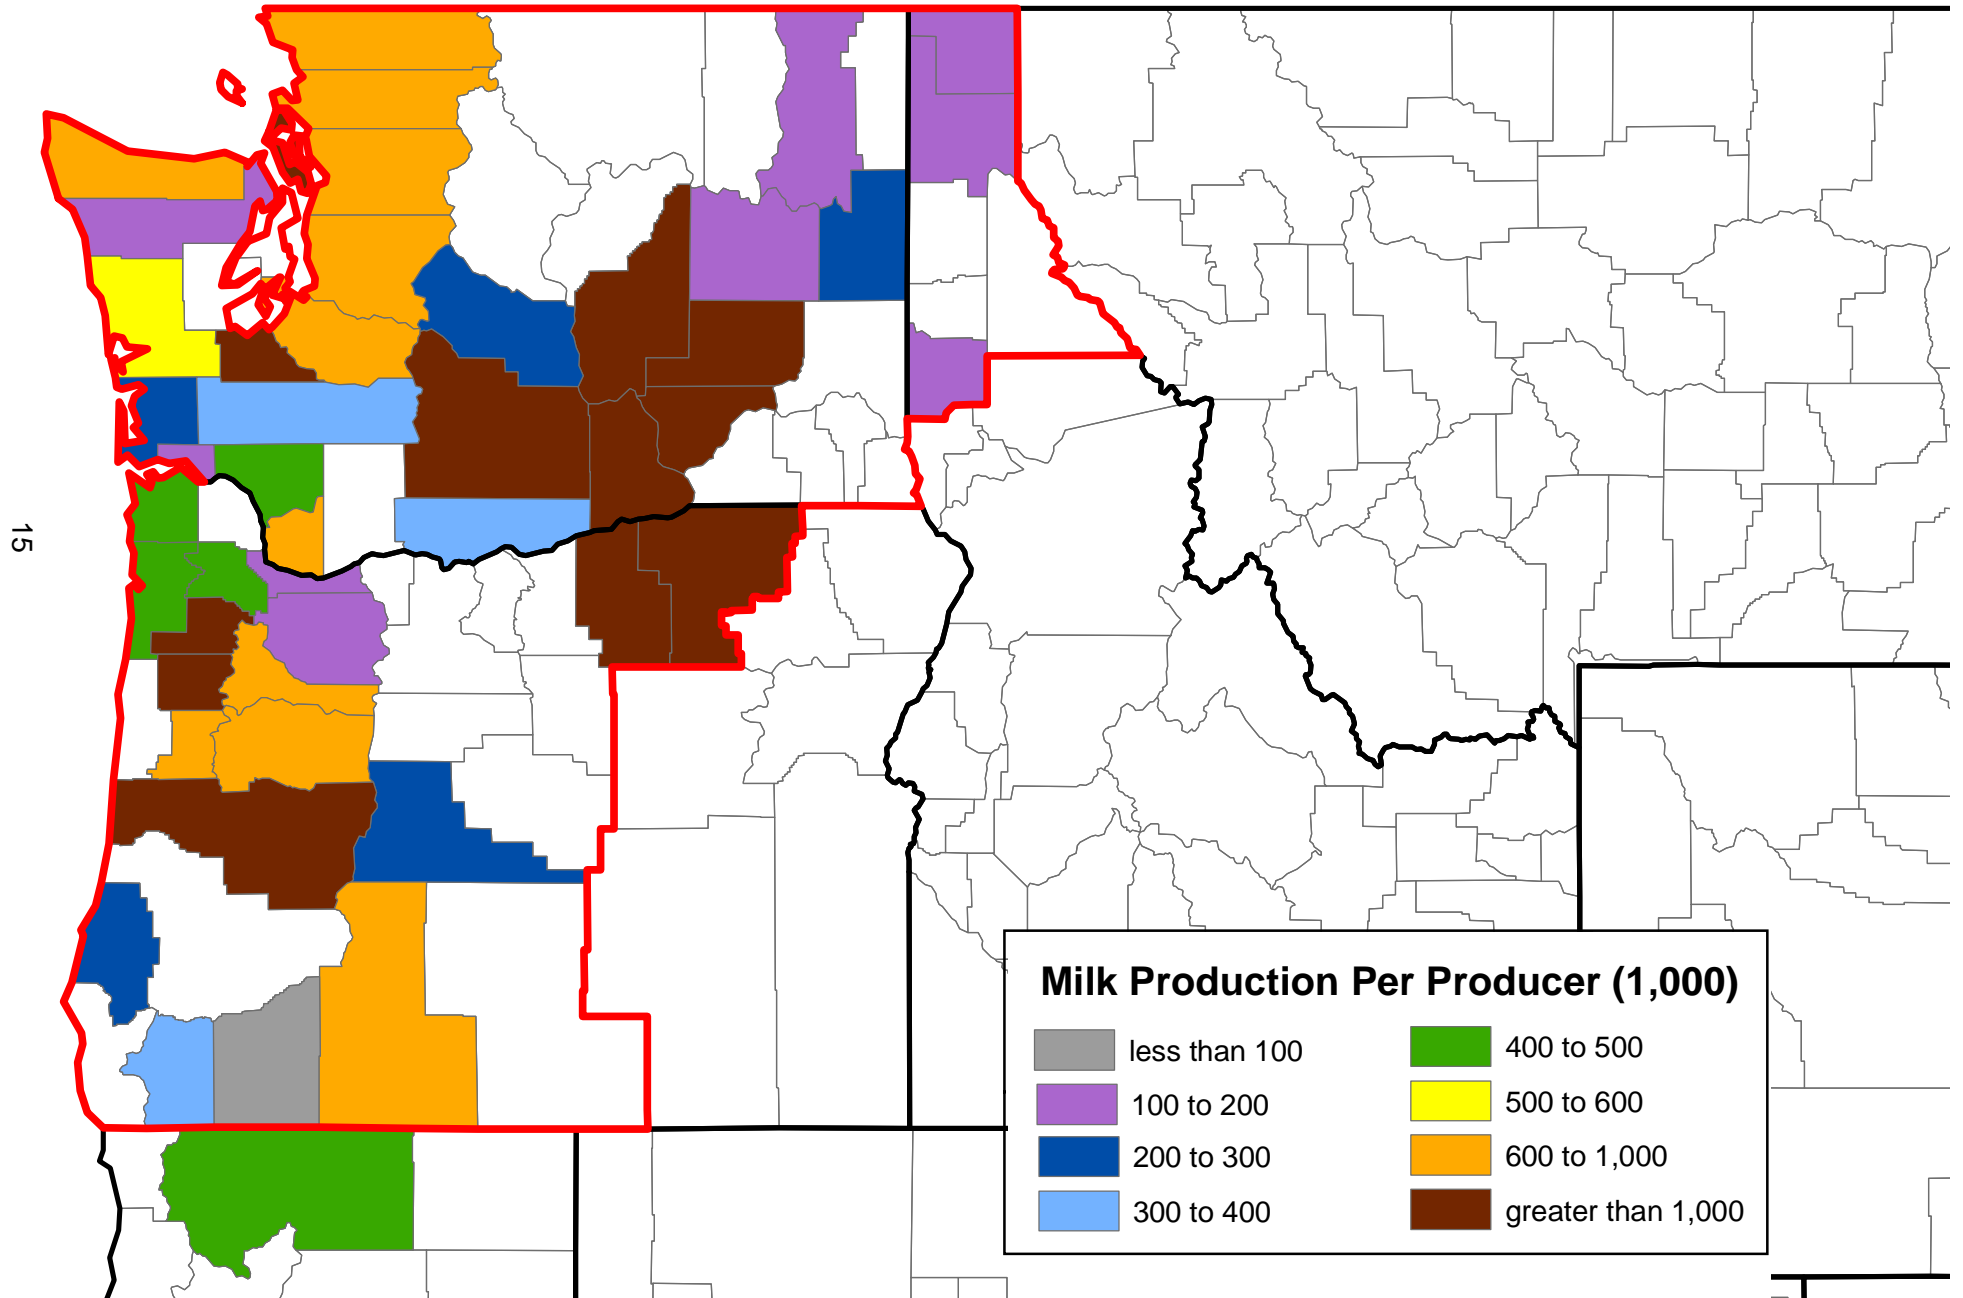 15
Milk Production Per Producer (1,000)
less than 100
100 to 200
200 to 300
300 to 400
400 to 500
500 to 600
600 to 1,000
greater than 1,000